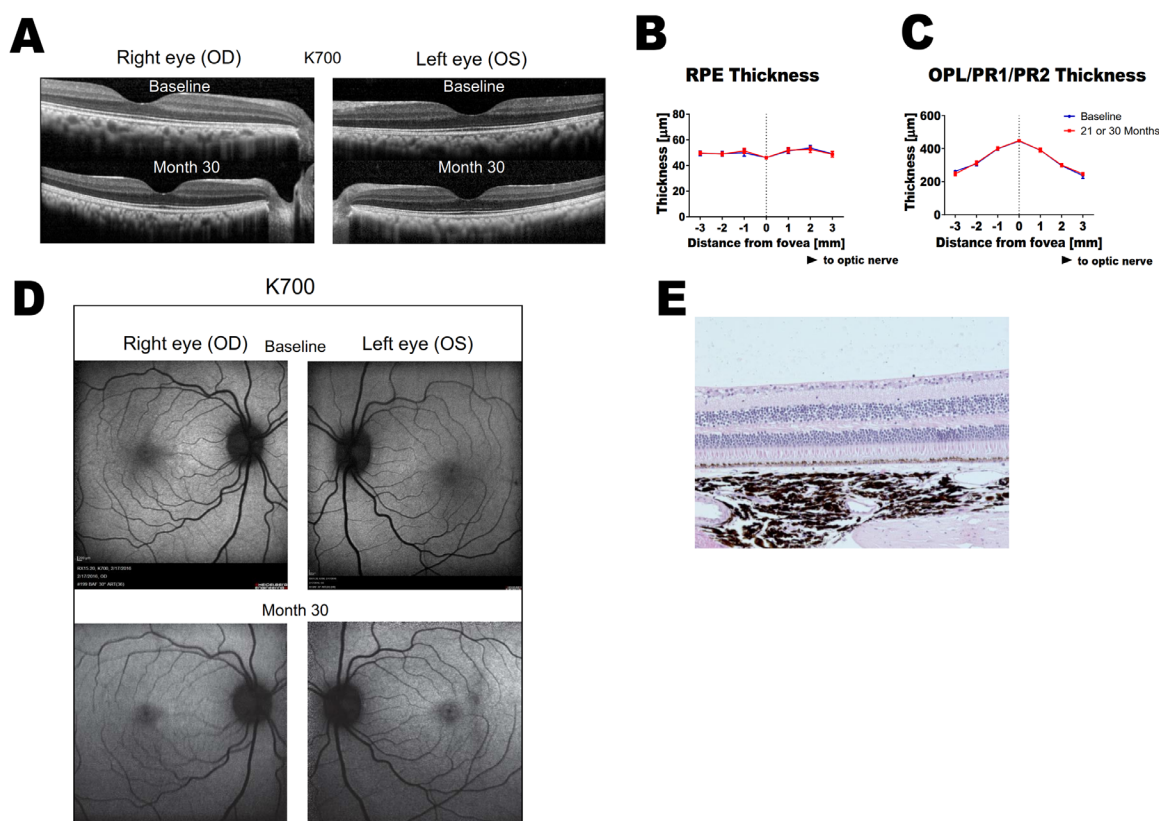 A
Right eye (OD)
K700
Left eye (OS)
Baseline
Baseline
Month 30
Month 30
B
RPE Thickness
Thickness [µm]
80
60
40
20
0
-3 -2 -1 0 1 2 3
Distance from fovea [mm]
► to optic nerve
C
OPL/PR1/PR2 Thickness
Baseline
21 or 30 Months
Thickness [µm]
600
400
200
0
-3 -2 -1 0 1 2 3
Distance from fovea [mm]
► to optic nerve
D
K700
Right eye (OD)
Baseline
Left eye (OS)
Month 30
E